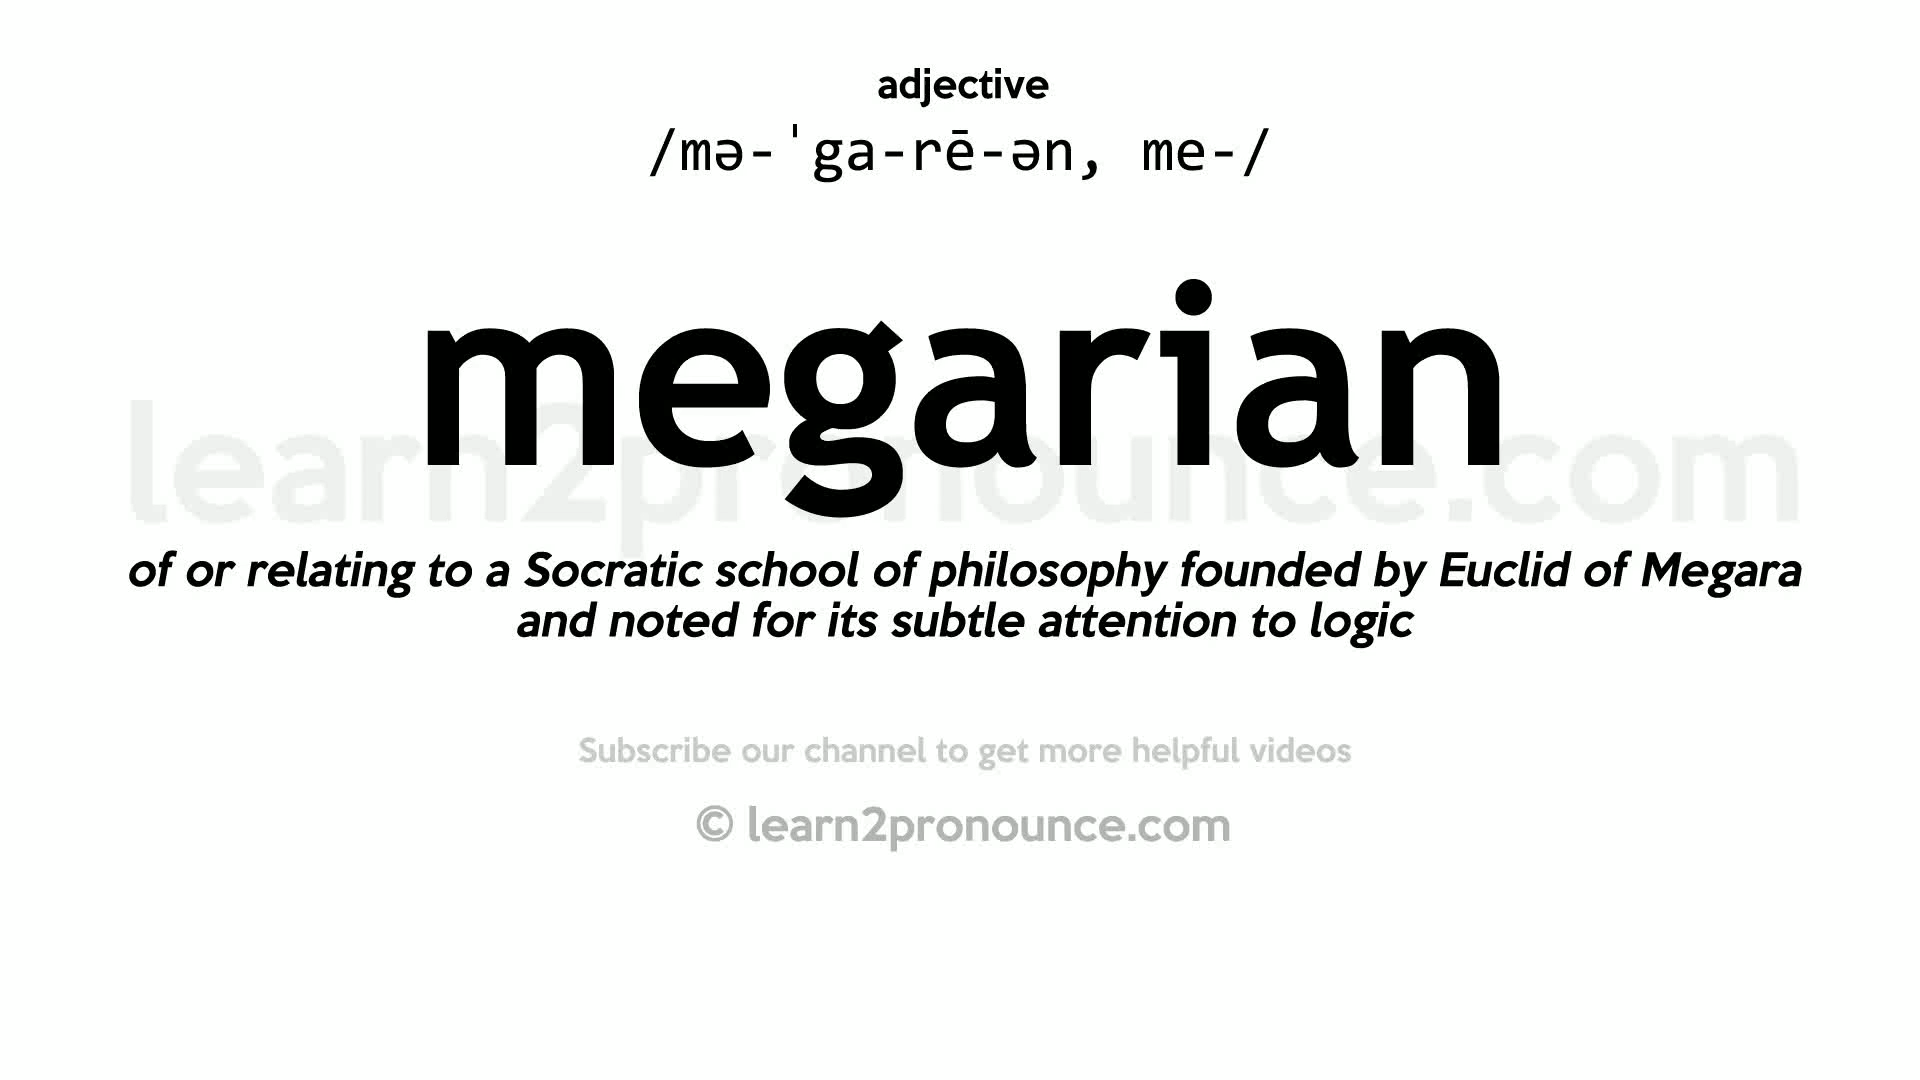 adjective
/mə-ˈga-rē-ən, me-/
megarian
learn2pronounce.com
of or relating to a Socratic school of philosophy founded by Euclid of Megara
and noted for its subtle attention to logic
Subscribe our channel to get more helpful videos
© learn2pronounce.com